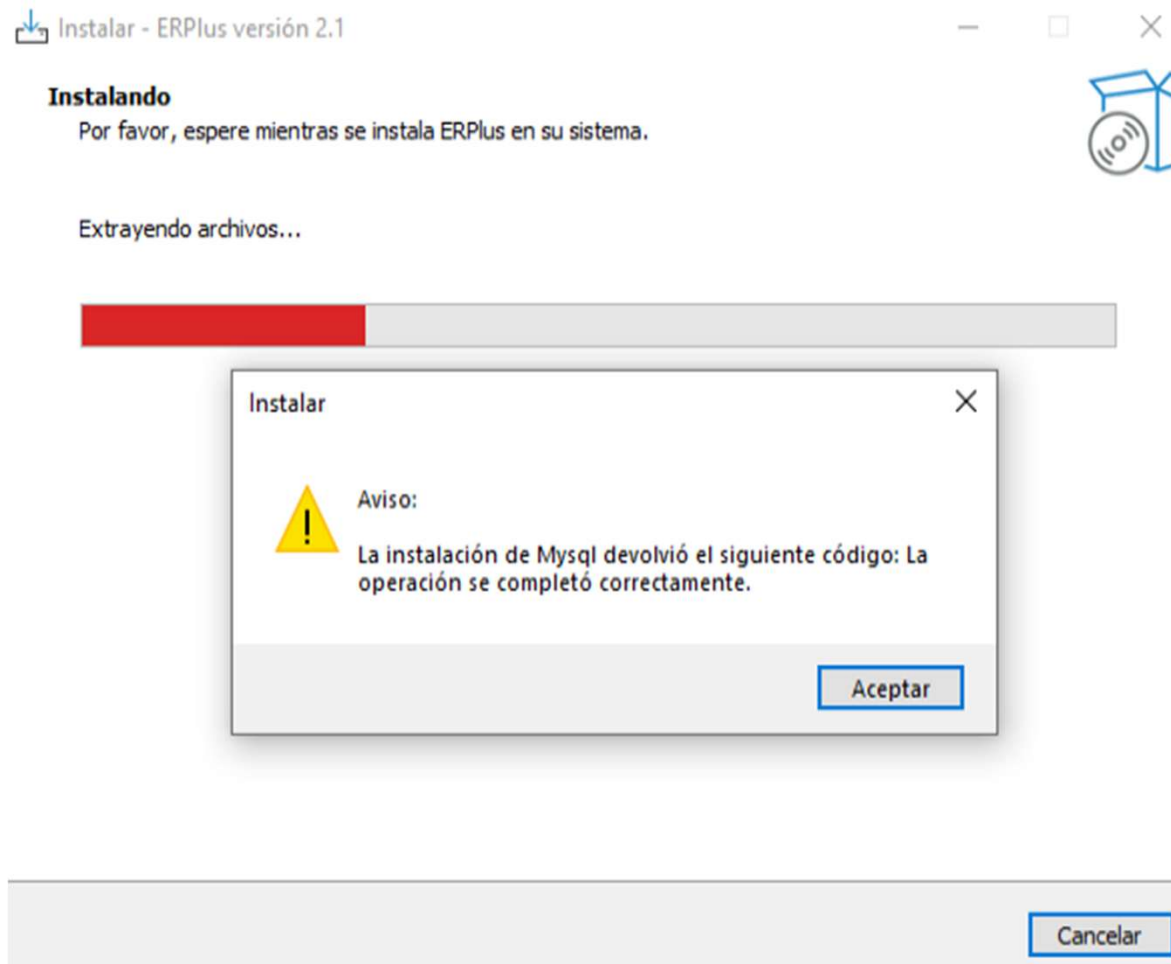 Instalar - ERPlus versión 2.1
Instalando
Por favor, espere mientras se instala ERPlus en su sistema.
Extrayendo archivos...
Instalar
Aviso:
La instalación de Mysql devolvió el siguiente código: La
operación se completó correctamente.
Aceptar
Cancelar